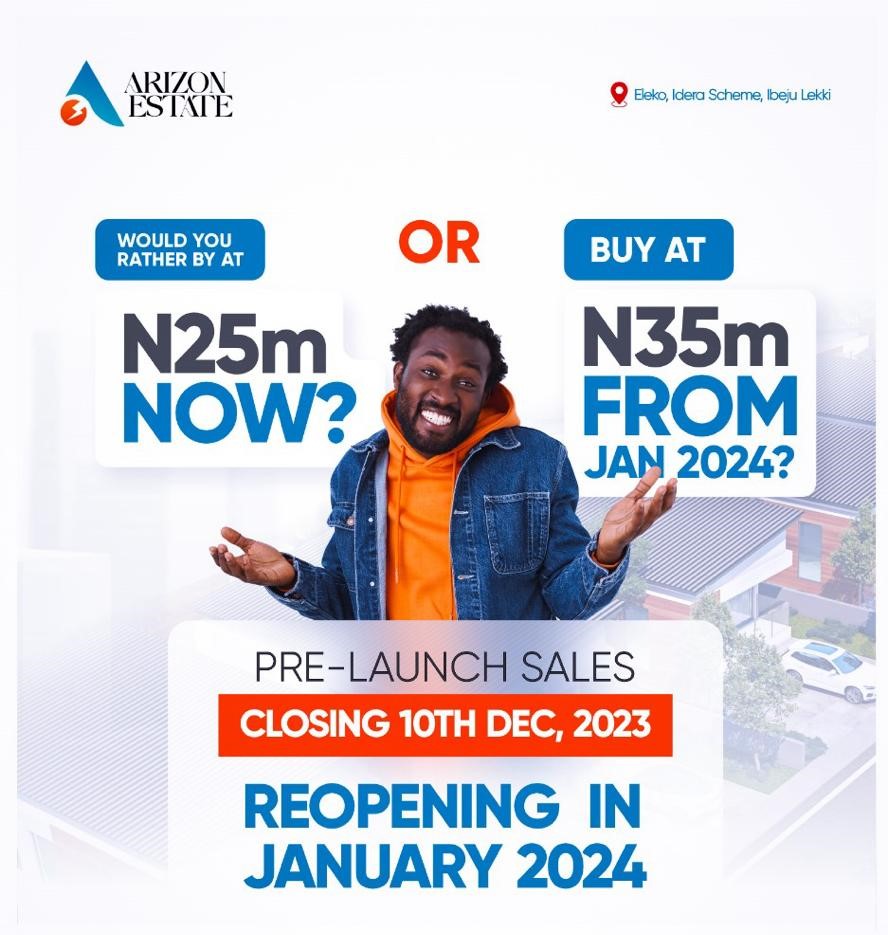 ARIZON
ESTATE
Eleko, Idera Scheme, Ibeju Lekki
WOULD YOU
RATHER BY AT
OR
BUY AT
N25m
NOW?
N35m
FROM
JAN 2024?
PRE-LAUNCH SALES
CLOSING 10TH DEC, 2023
REOPENING IN
JANUARY 2024